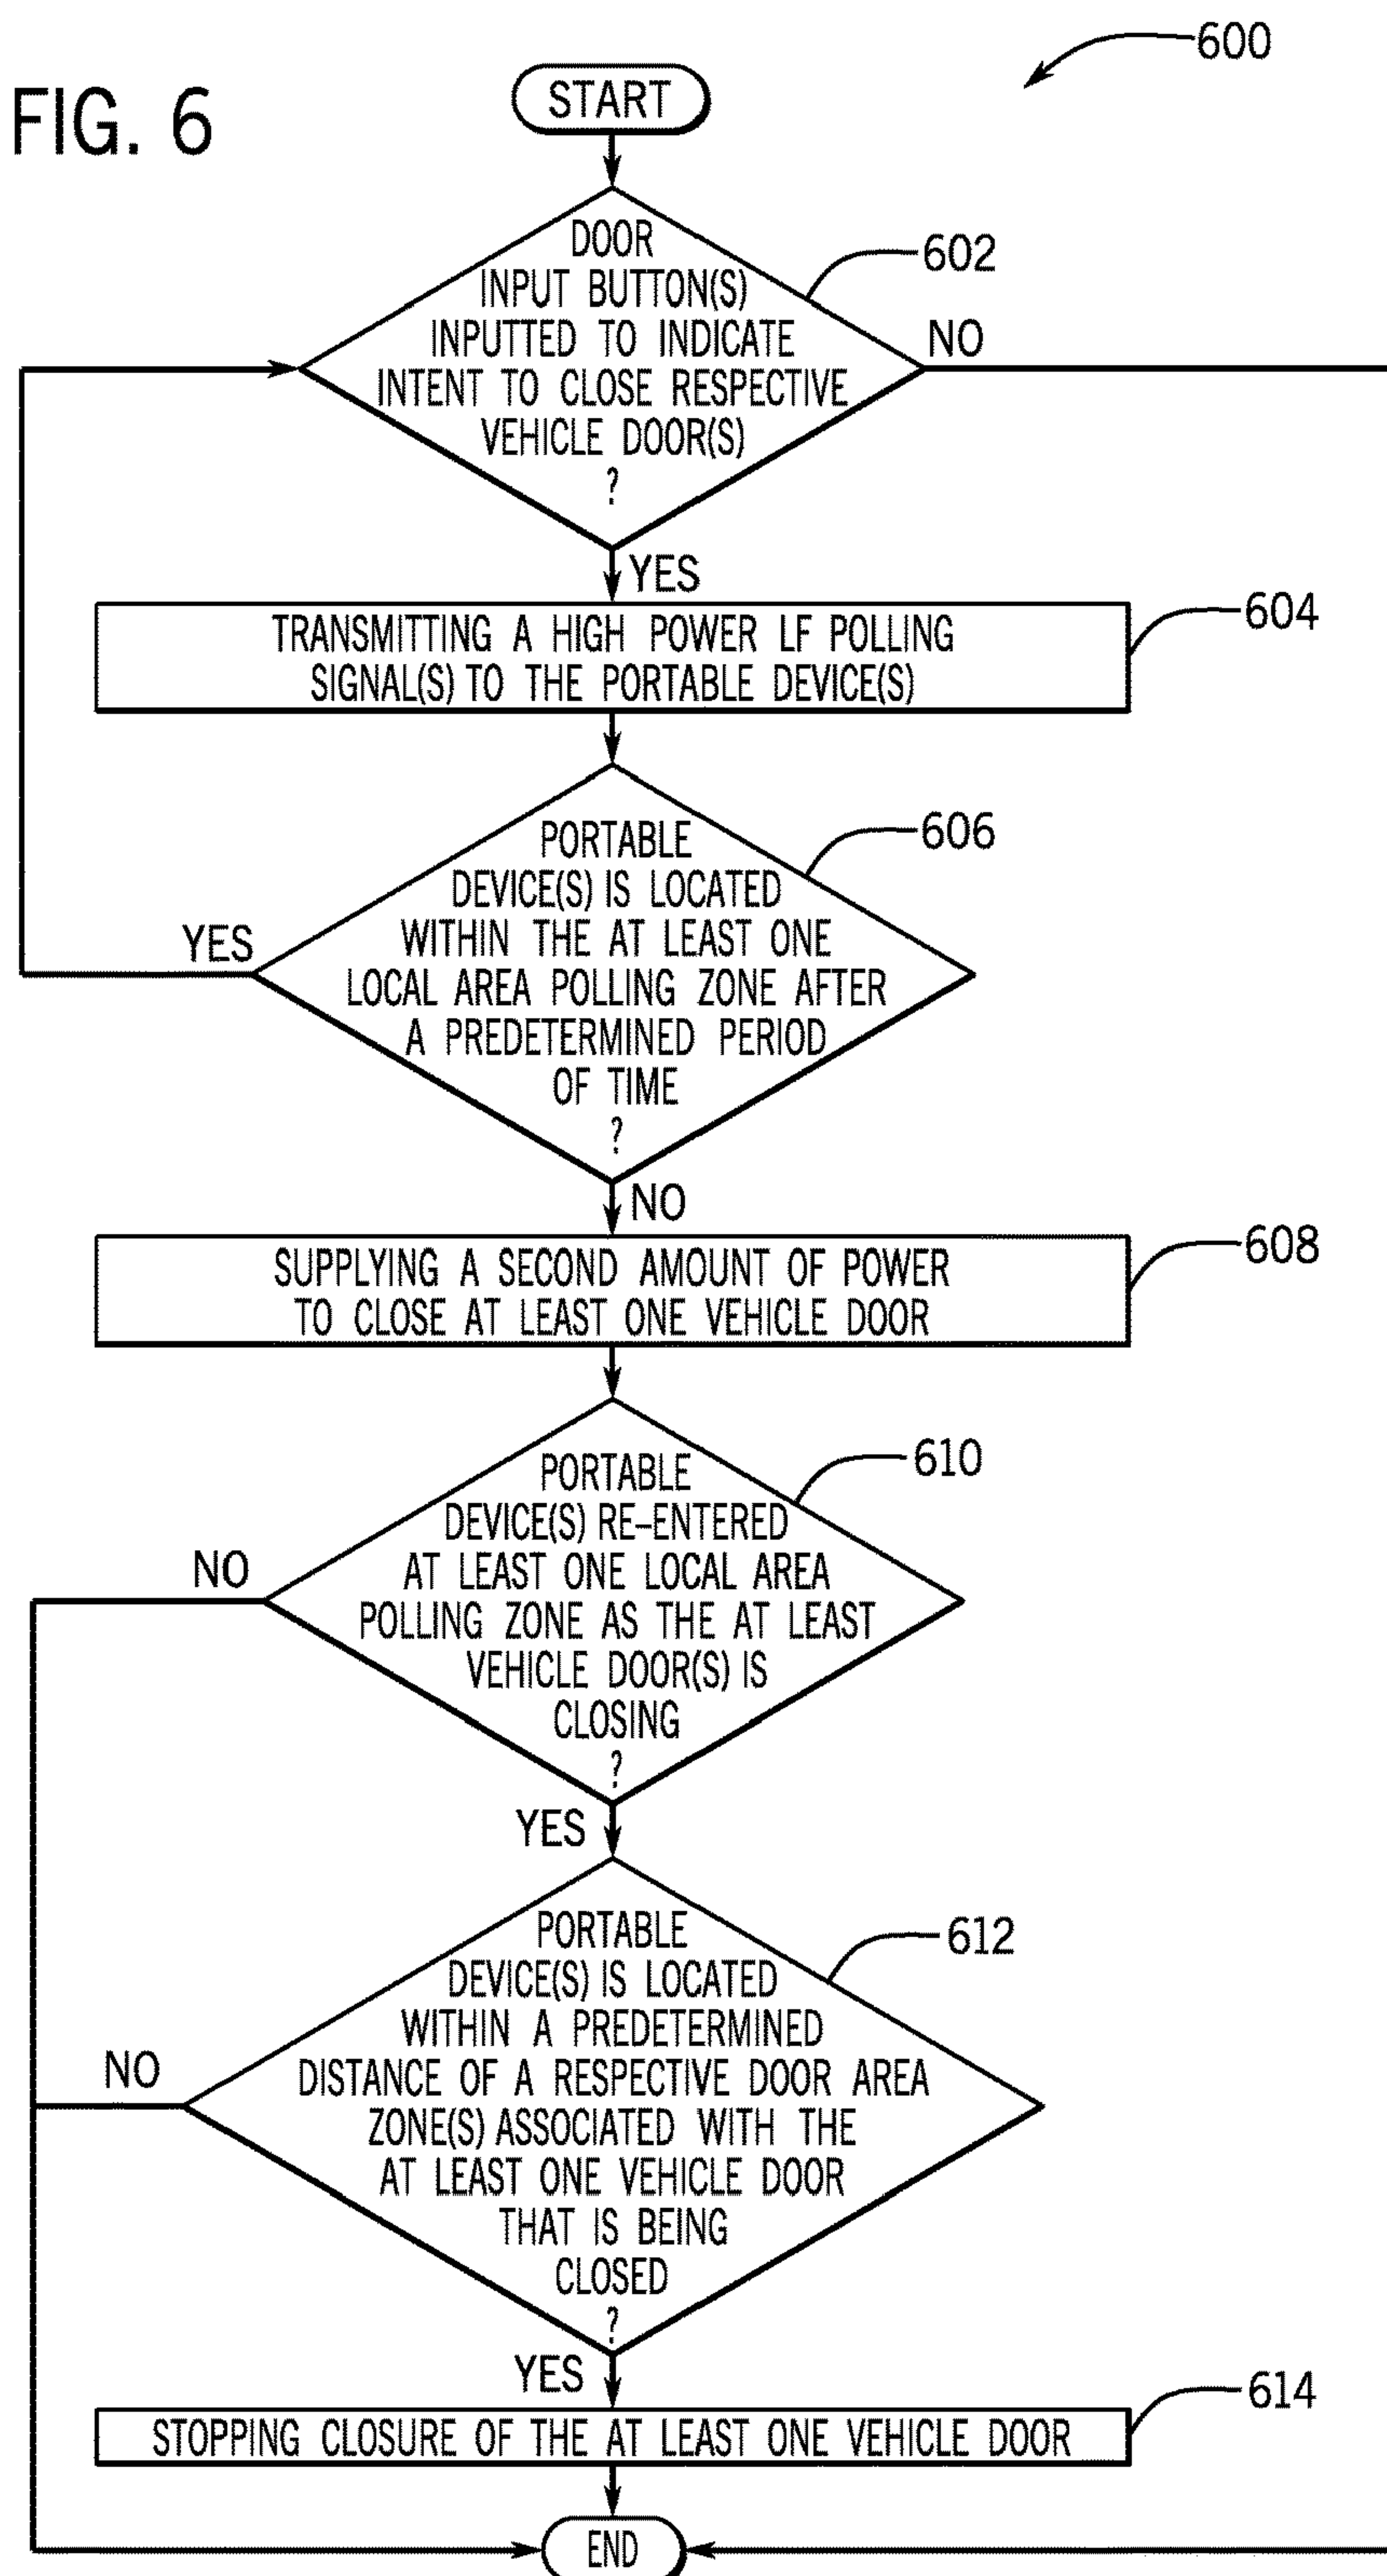 600
FIG. 6
START
DOOR
INPUT BUTTON(S)
INPUTTED TO INDICATE
INTENT TO CLOSE RESPECTIVE
VEHICLE DOOR(S)
?
602
NO
YES
TRANSMITTING A HIGH POWER LF POLLING
SIGNAL(S) TO THE PORTABLE DEVICE(S)
604
PORTABLE
DEVICE(S) IS LOCATED
WITHIN THE AT LEAST ONE
LOCAL AREA POLLING ZONE AFTER
A PREDETERMINED PERIOD
OF TIME
?
606
YES
NO
SUPPLYING A SECOND AMOUNT OF POWER
TO CLOSE AT LEAST ONE VEHICLE DOOR
608
PORTABLE
DEVICE(S) RE-ENTERED
AT LEAST ONE LOCAL AREA
POLLING ZONE AS THE AT LEAST
VEHICLE DOOR(S) IS
CLOSING
?
610
NO
YES
PORTABLE
DEVICE(S) IS LOCATED
WITHIN A PREDETERMINED
DISTANCE OF A RESPECTIVE DOOR AREA
ZONE(S) ASSOCIATED WITH THE
AT LEAST ONE VEHICLE DOOR
THAT IS BEING
CLOSED
?
612
NO
YES
STOPPING CLOSURE OF THE AT LEAST ONE VEHICLE DOOR
614
END